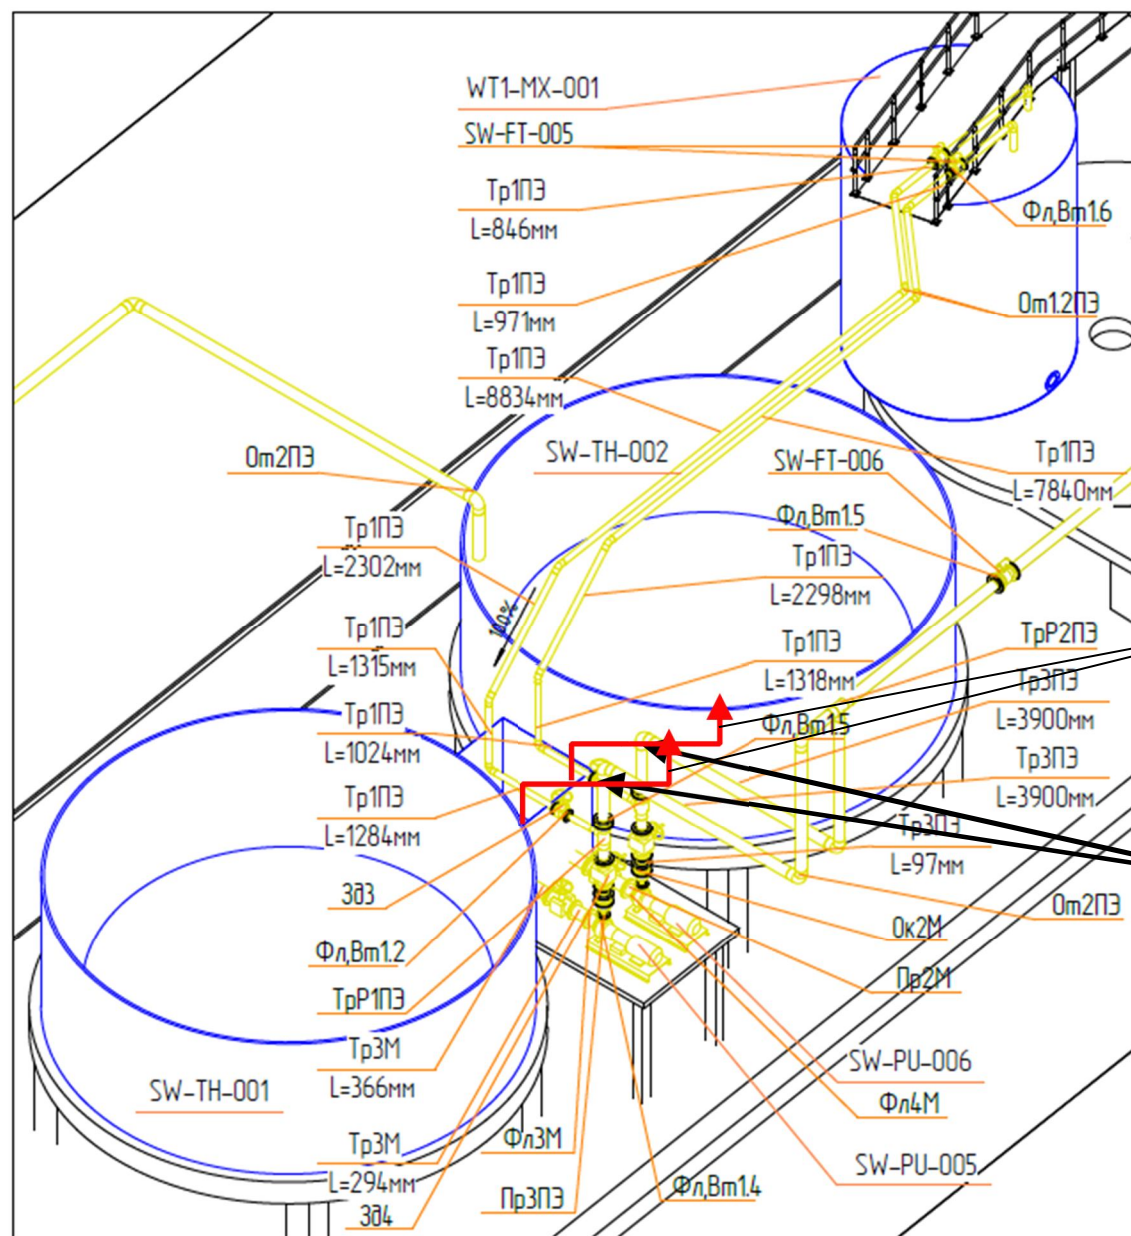 WT1-MX-001
SW-FT-005
Тр1ПЭ
L=846мм
Фл,Вт1.6
Тр1ПЭ
L=971мм
От1.2ПЭ
Тр1ПЭ
L=8834мм
От2ПЭ
SW-TH-002
SW-FT-006
Тр1ПЭ
L=7840мм
Тр1ПЭ
L=2302мм
Фл,Вт1.5
Тр1ПЭ
L=2298мм
100%
Тр1ПЭ
L=1315мм
Тр1ПЭ
L=1318мм
ТрР2ПЭ
Тр3ПЭ
L=3900мм
Тр1ПЭ
L=1024мм
Фл,Вт1.5
Тр3ПЭ
L=3900мм
Тр1ПЭ
L=1284мм
Тр3ПЭ
L=97мм
Зд3
От2ПЭ
Ок2М
Фл,Вт1.2
Пр2М
ТрР1ПЭ
Тр3М
L=366мм
SW-PU-006
SW-TH-001
Фл4М
Тр3М
L=294мм
Фл3М
SW-PU-005
Пр3ПЭ
Фл,Вт1.4
Зд4